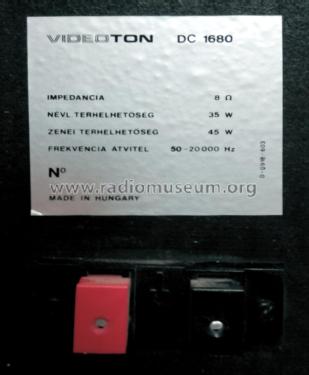 VIDEOTON DC 1680
IMPEDANCIA 8 Ω
NÉVL TERHELHETŐSÉG 35 W
ZENEI TERHELHETŐSÉG 45 W
FREKVENCIA ÁTVITEL 50-20000 Hz
Nº
www.radiomuseum.org
MADE IN HUNGARY